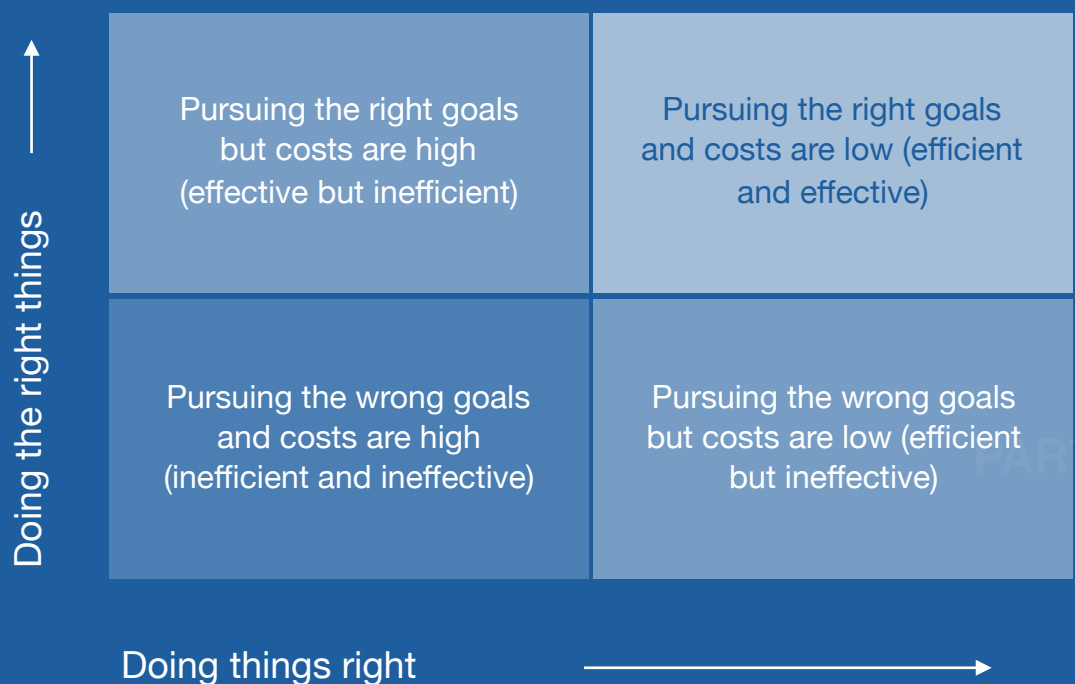 Doing the right things
Pursuing the right goals
but costs are high
(effective but inefficient)
Pursuing the right goals
and costs are low (efficient
and effective)
Pursuing the wrong goals
and costs are high
(inefficient and ineffective)
Pursuing the wrong goals
but costs are low (efficient
but ineffective)
PART
Doing things right